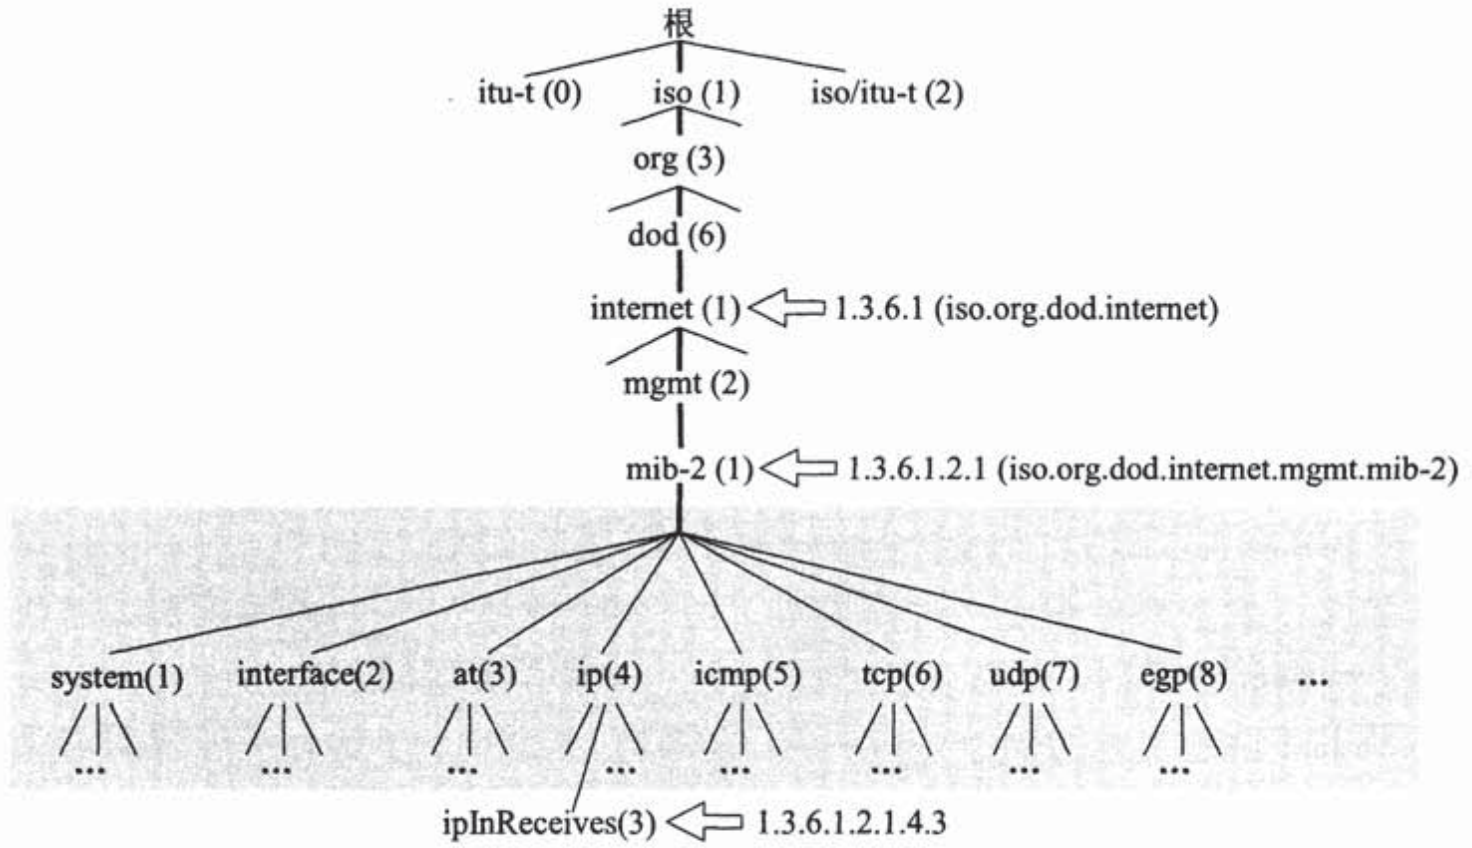 根
itu-t (0) iso (1) iso/itu-t (2)
org (3)
dod (6)
internet (1) 1.3.6.1 (iso.org.dod.internet)
mgmt (2)
mib-2 (1) 1.3.6.1.2.1 (iso.org.dod.internet.mgmt.mib-2)
system(1) interface(2) at(3) ip(4) icmp(5) tcp(6) udp(7) egp(8) ...
... ... ... ... ... ... ... ...
ipInReceives(3) 1.3.6.1.2.1.4.3